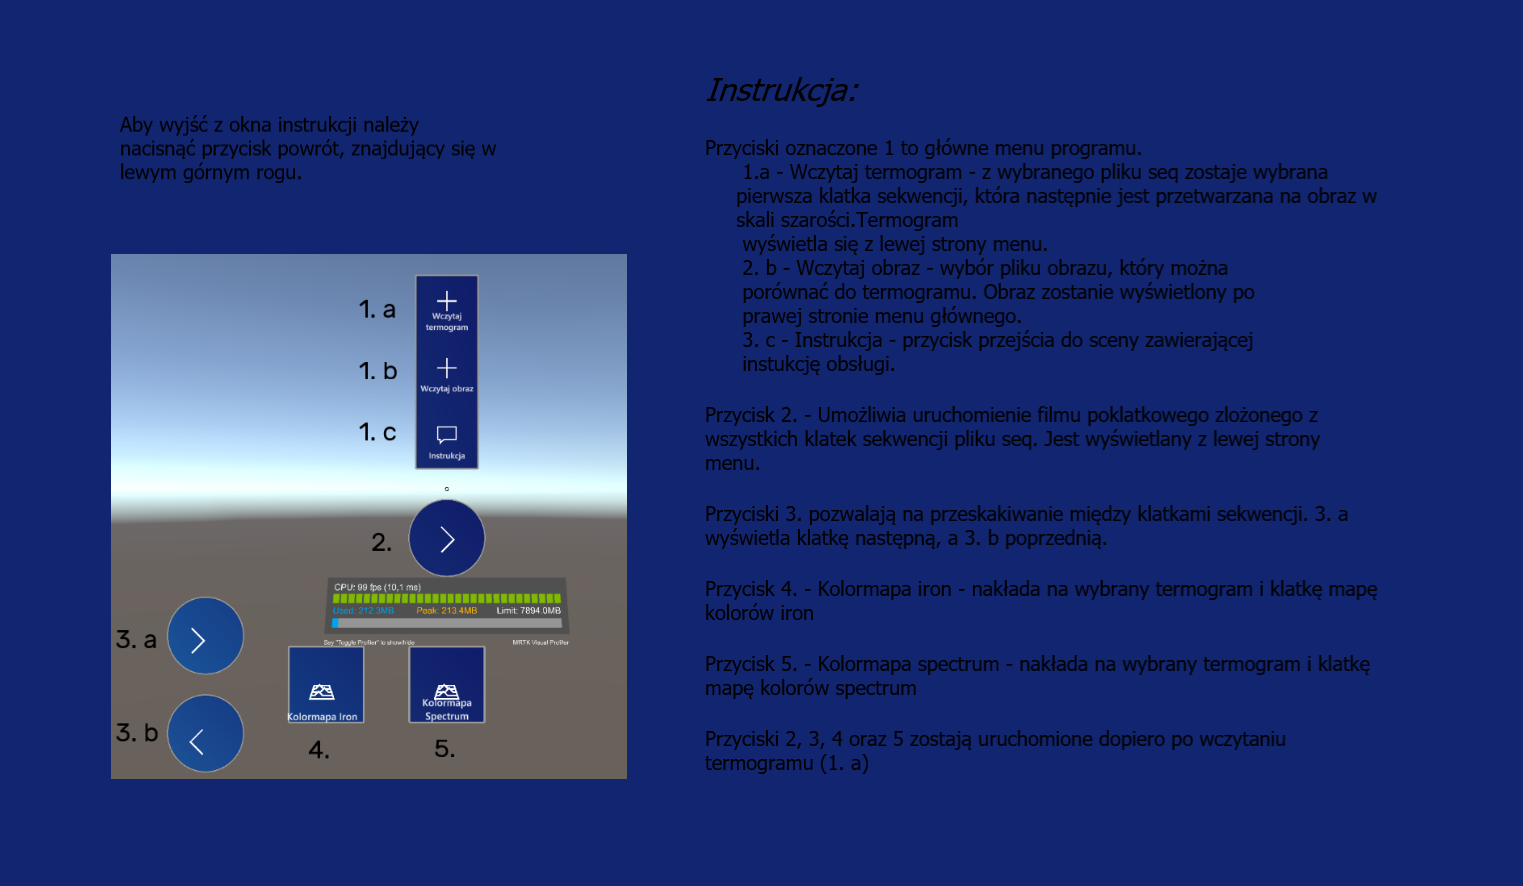 Instrukcja:
Aby wyjść z okna instrukcji należy
nacisnąć przycisk powrót, znajdujący się w
lewym górnym rogu.
1. a
Wczytaj
termogram
1. b
Wczytaj obraz
1. c
Instrukcja
2.
CPU: 99 fps (10,1 ms)
Used: 212.3MB Peak: 213.4MB Limit: 7894.0MB
Say "Toggle Profiler" to show/hide MRTK Visual Profiler
3. a
3. b
Kolormapa Iron
Kolormapa
Spectrum
4.
5.
Przyciski oznaczone 1 to główne menu programu.
1.a - Wczytaj termogram - z wybranego pliku seq zostaje wybrana
pierwsza klatka sekwencji, która następnie jest przetwarzana na obraz w
skali szarości.Termogram
wyświetla się z lewej strony menu.
2. b - Wczytaj obraz - wybór pliku obrazu, który można
porównać do termogramu. Obraz zostanie wyświetlony po
prawej stronie menu głównego.
3. c - Instrukcja - przycisk przejścia do sceny zawierającej
instukcję obsługi.
Przycisk 2. - Umożliwia uruchomienie filmu poklatkowego zlożonego z
wszystkich klatek sekwencji pliku seq. Jest wyświetlany z lewej strony
menu.
Przyciski 3. pozwalają na przeskakiwanie między klatkami sekwencji. 3. a
wyświetla klatkę następną, a 3. b poprzednią.
Przycisk 4. - Kolormapa iron - nakłada na wybrany termogram i klatkę mapę
kolorów iron
Przycisk 5. - Kolormapa spectrum - nakłada na wybrany termogram i klatkę
mapę kolorów spectrum
Przyciski 2, 3, 4 oraz 5 zostają uruchomione dopiero po wczytaniu
termogramu (1. a)